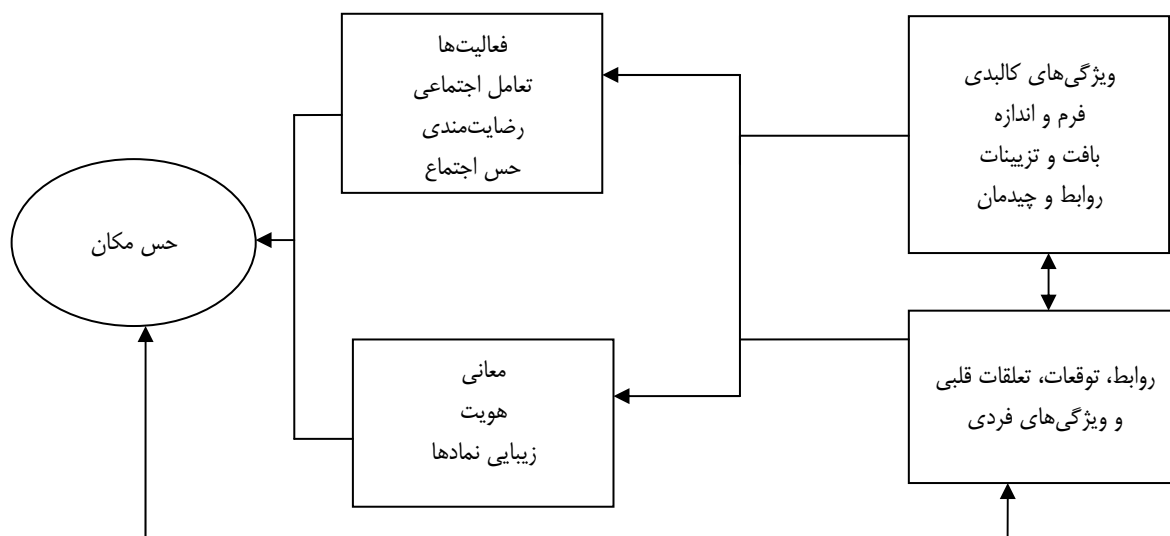 ویژگی‌های کالبدی
فرم و اندازه
بافت و تزیینات
روابط و چیدمان
روابط، توقعات، تعلقات قلبی
و ویژگی‌های فردی
فعالیت‌ها
تعامل اجتماعی
رضایت‌مندی
حس اجتماع
معانی
هویت
زیبایی نمادها
حس مکان